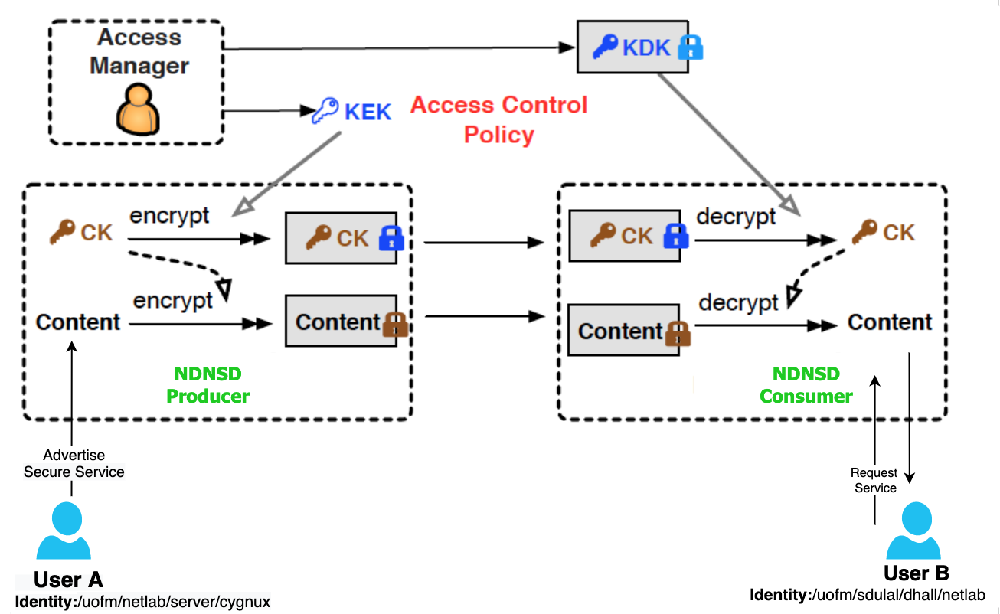 Access
Manager
KDK
KEK
Access Control
Policy
CK
encrypt
CK
CK
decrypt
CK
Content
encrypt
Content
Content
decrypt
Content
NDNSD
Producer
NDNSD
Consumer
Advertise
Secure Service
Request
Service
User A
Identity:/uofm/netlab/server/cygnux
User B
Identity:/uofm/sdulal/dhall/netlab